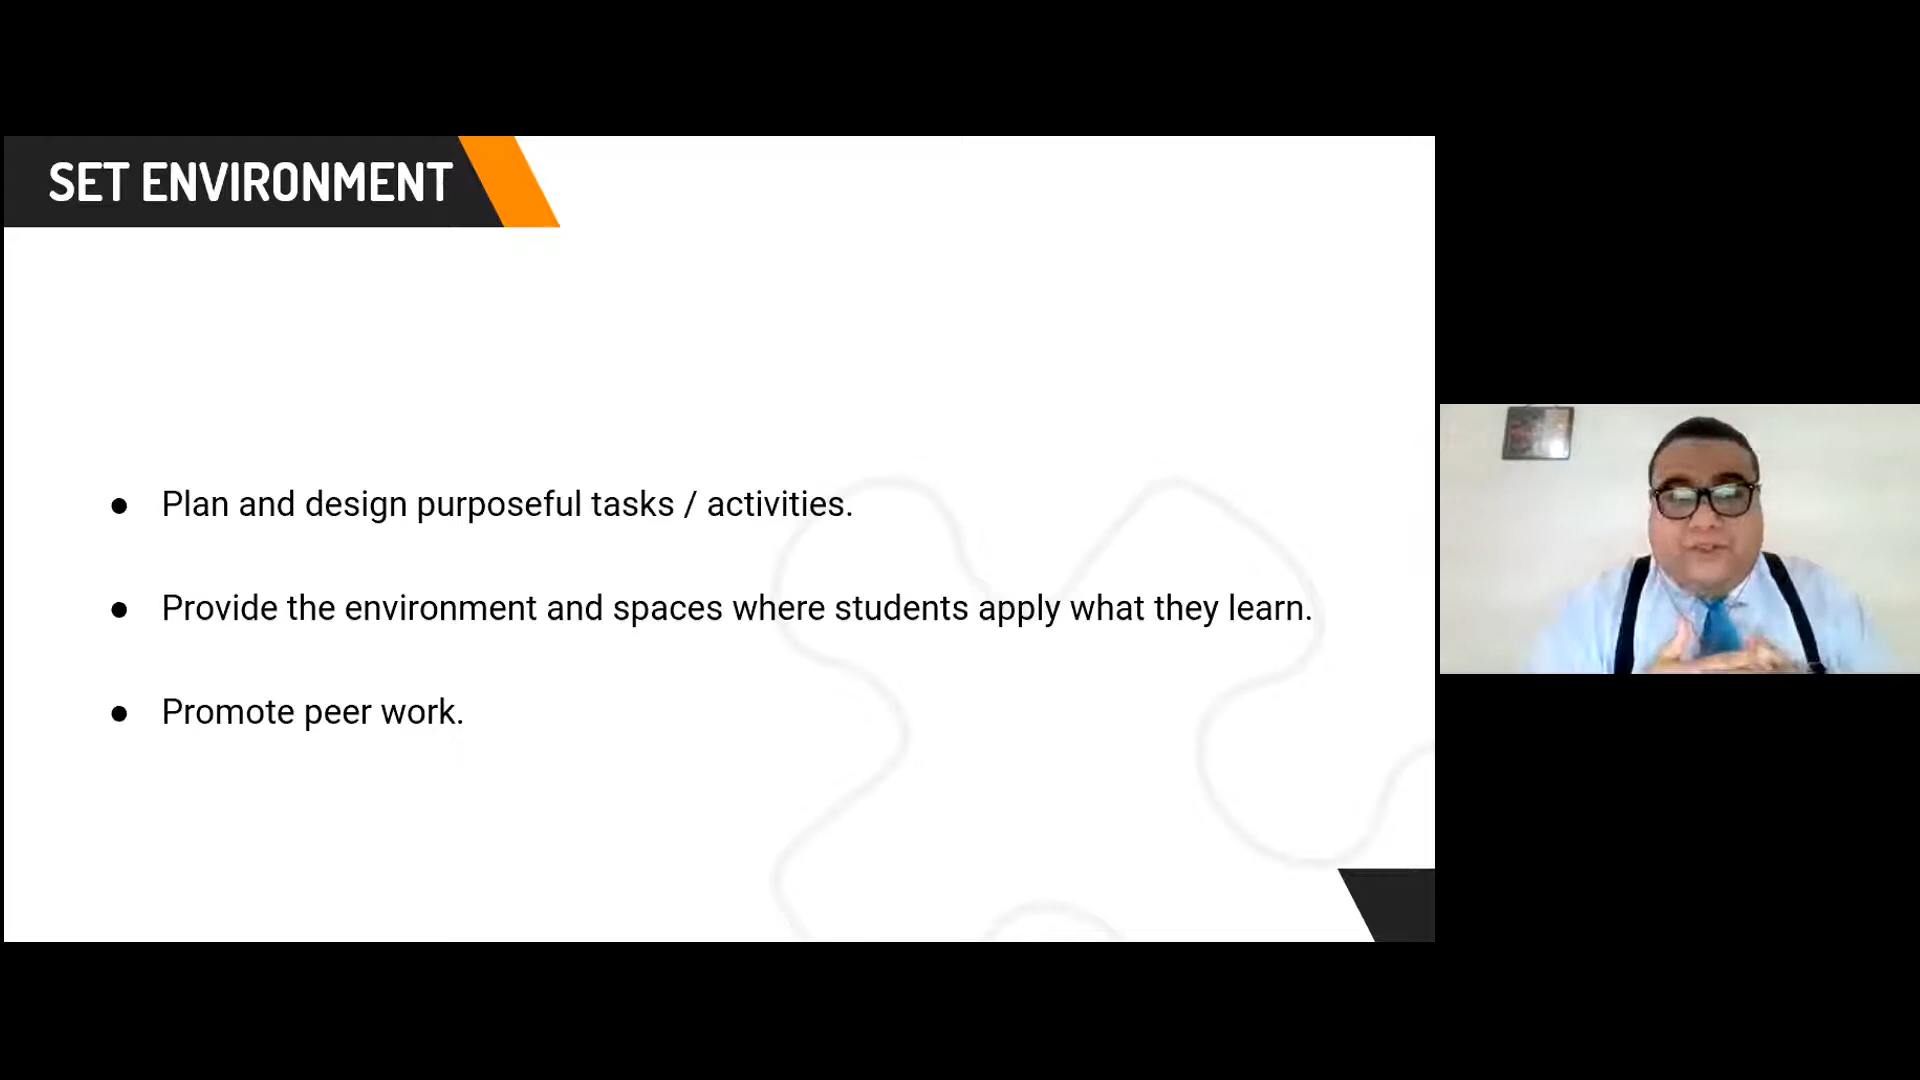 SET ENVIRONMENT
● Plan and design purposeful tasks / activities.
● Provide the environment and spaces where students apply what they learn.
● Promote peer work.